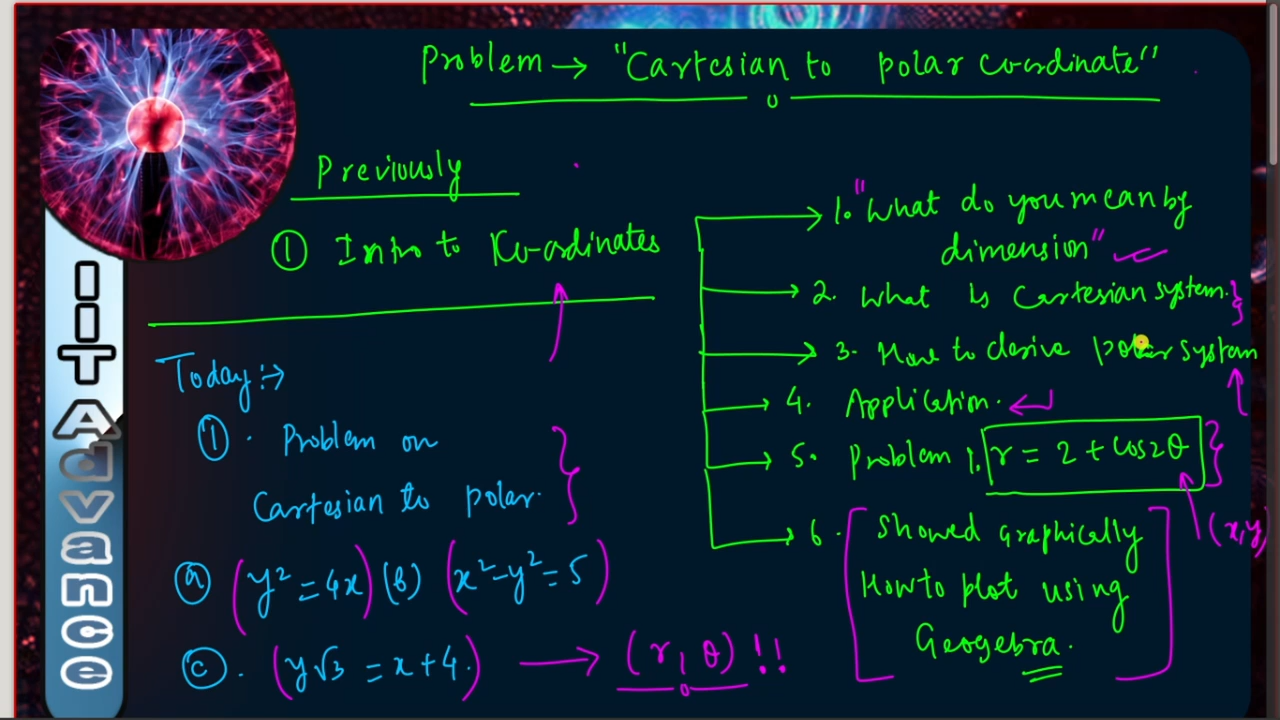 Problem → "Cartesian to polar co-ordinate"
Previously
① Intro to Co-ordinates
1. "What do you mean by
dimension"
2. What is Cartesian system.
3. How to derive polar system
4. Application.
5. Problem 1. r = 2 + cos2θ
(x,y)
6. Showed graphically
How to plot using
Geogebra.
Today :→
①. Problem on
Cartesian to polar.
ⓐ (y² = 4x) (b) (x²-y² = 5)
ⓒ. (y√3 = x+4.) → (r, θ) !!
IIT Advance